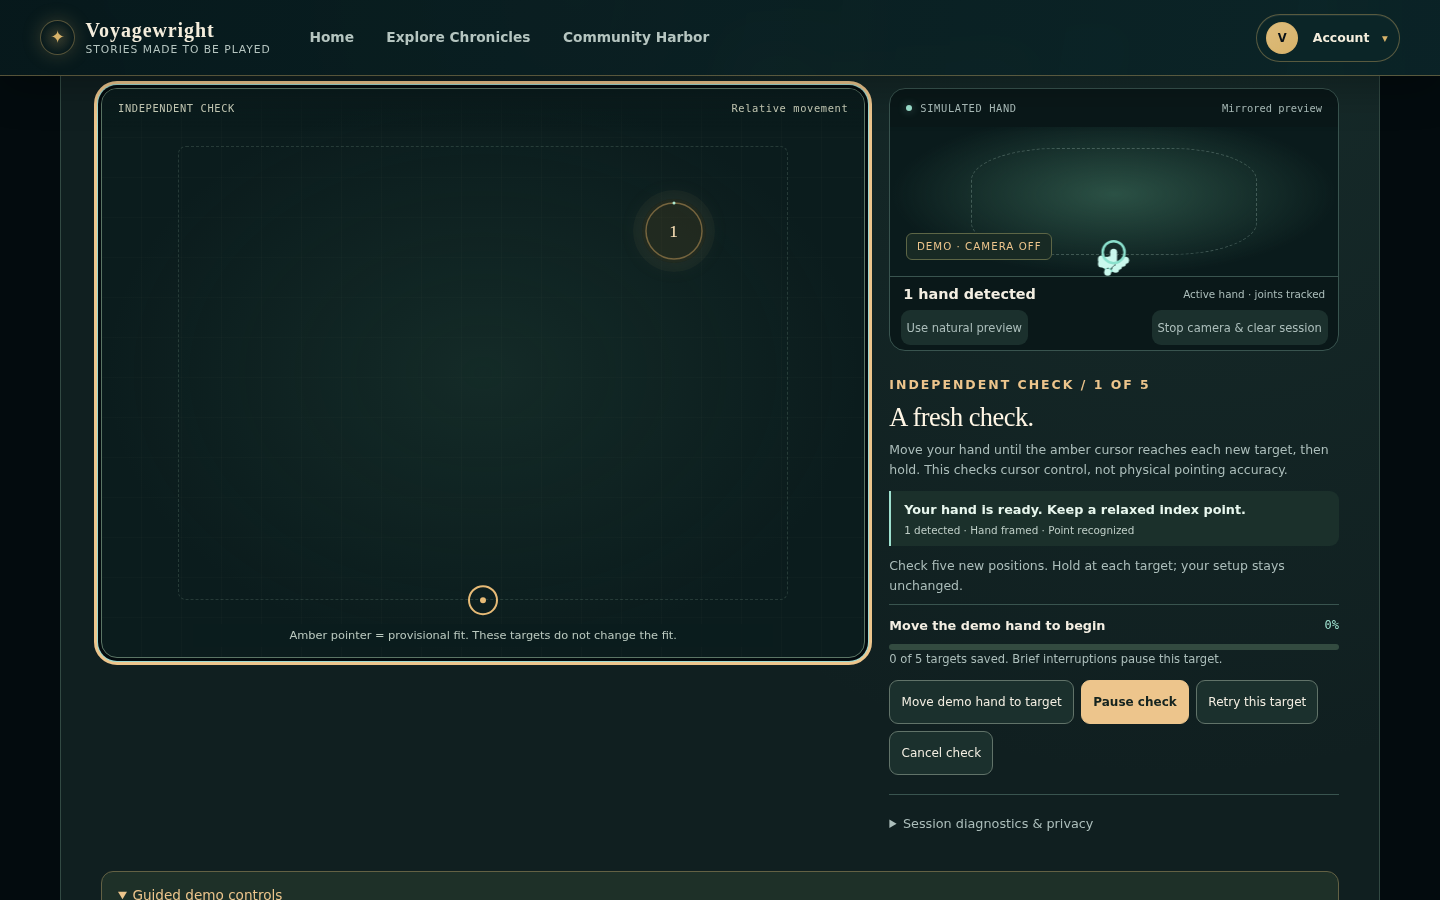 Voyagewright
STORIES MADE TO BE PLAYED
Home
Explore Chronicles
Community Harbor
V
Account
INDEPENDENT CHECK
Relative movement
1
Amber pointer = provisional fit. These targets do not change the fit.
SIMULATED HAND
Mirrored preview
DEMO · CAMERA OFF
1 hand detected
Active hand · joints tracked
Use natural preview
Stop camera & clear session
INDEPENDENT CHECK / 1 OF 5
A fresh check.
Move your hand until the amber cursor reaches each new target, then
hold. This checks cursor control, not physical pointing accuracy.
Your hand is ready. Keep a relaxed index point.
1 detected · Hand framed · Point recognized
Check five new positions. Hold at each target; your setup stays
unchanged.
Move the demo hand to begin
0%
0 of 5 targets saved. Brief interruptions pause this target.
Move demo hand to target
Pause check
Retry this target
Cancel check
Session diagnostics & privacy
Guided demo controls